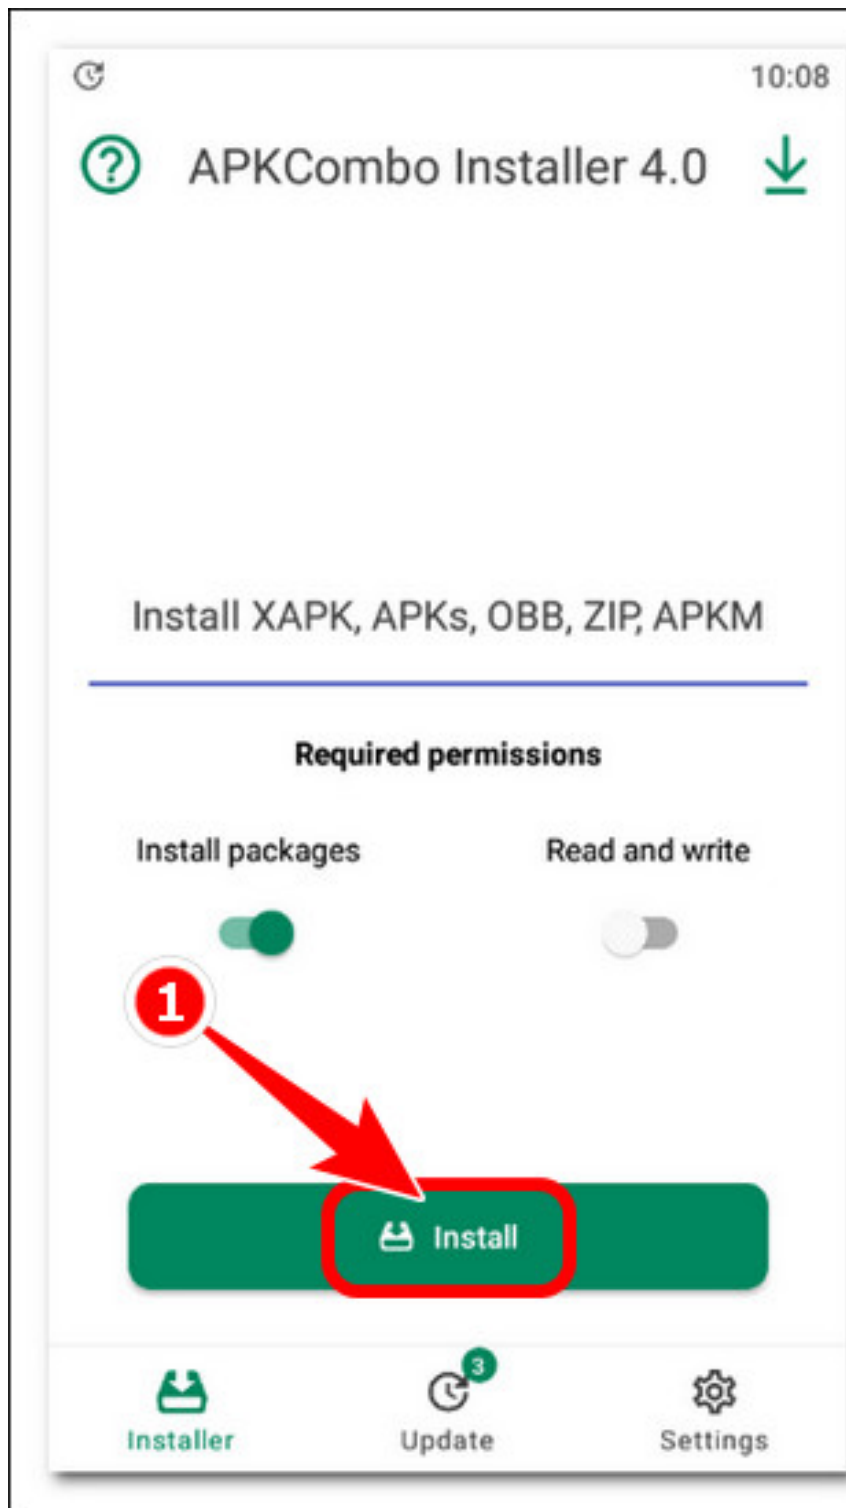 10:08
APKCombo Installer 4.0
Install XAPK, APKs, OBB, ZIP, APKM
Required permissions
Install packages
Read and write
1
Install
3
Installer
Update
Settings